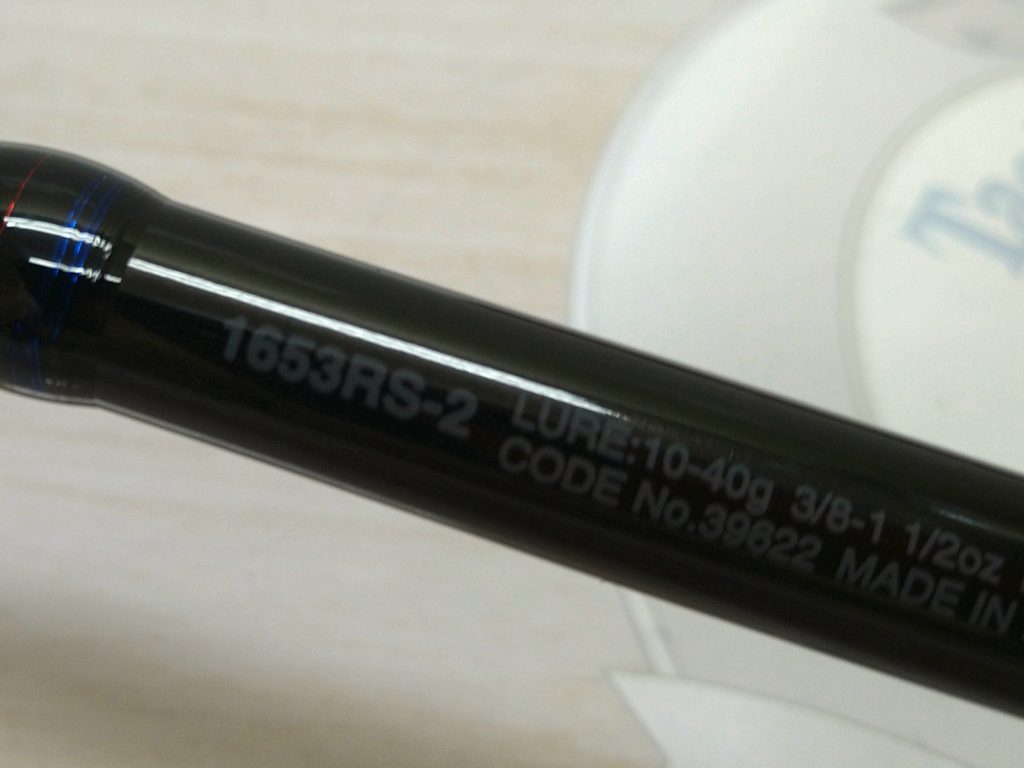 1653RS-2
LURE:10-40g 3/8-1 1/2oz
CODE No.39622 MADE IN